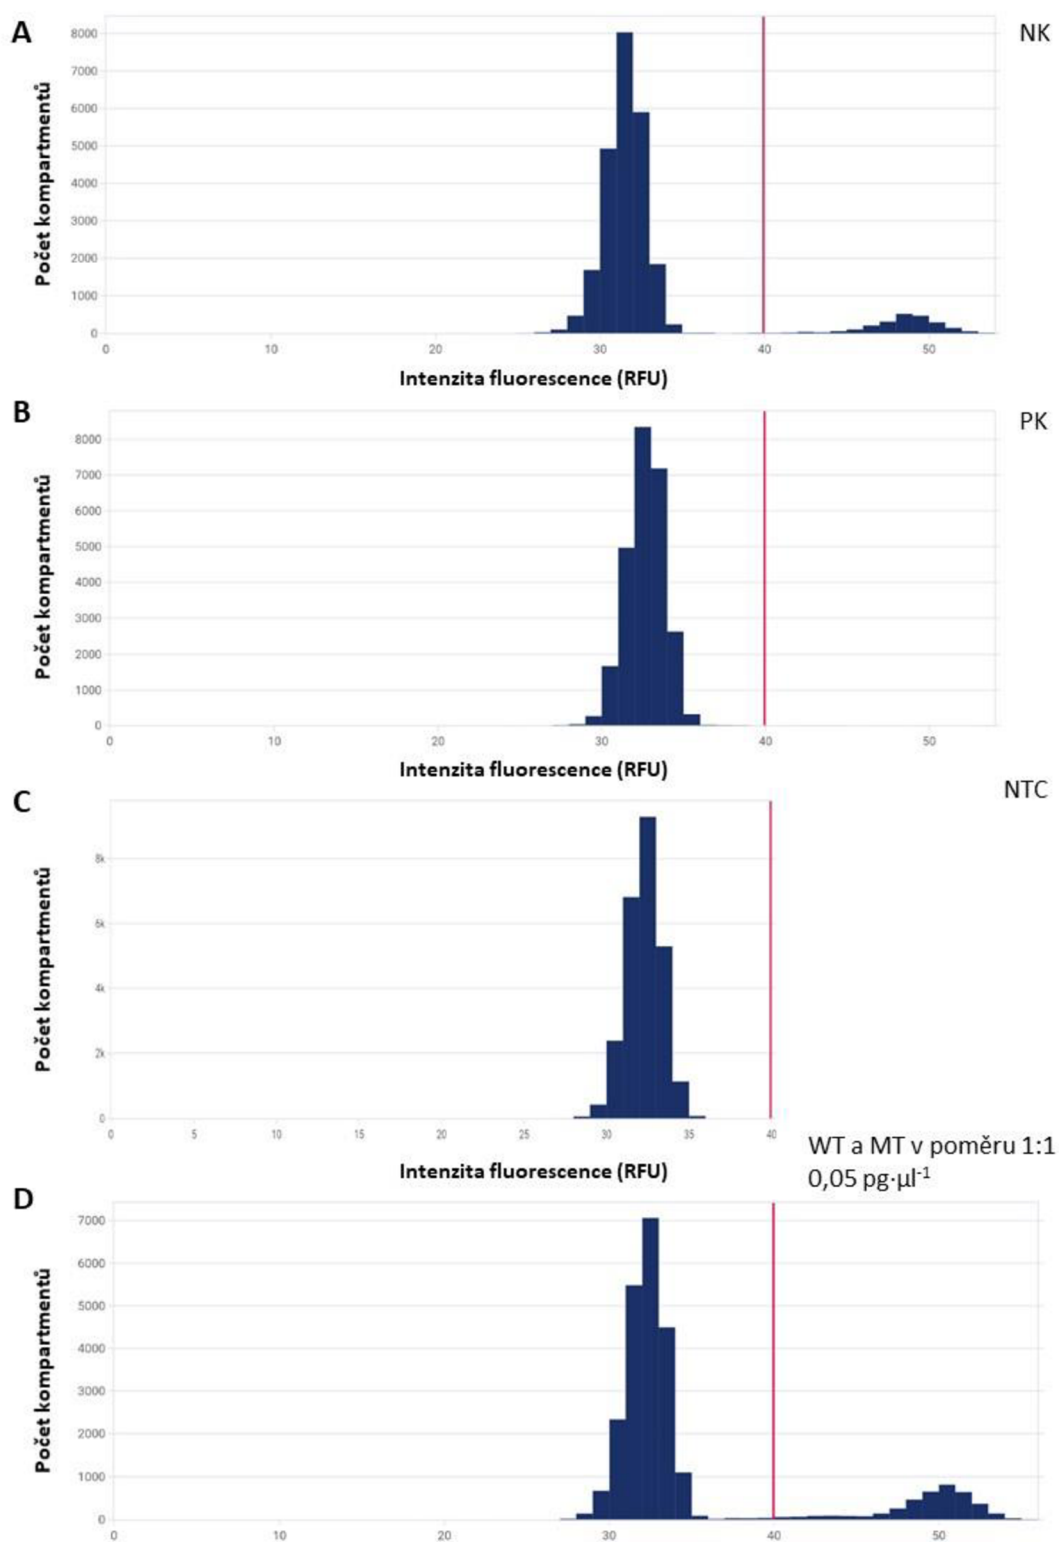 A
NK
8000
7000
6000
5000
4000
3000
2000
1000
0
Počet kompartmentů
0 10 20 30 40 50
Intenzita fluorescence (RFU)
B
PK
8000
7000
6000
5000
4000
3000
2000
1000
0
Počet kompartmentů
0 10 20 30 40 50
Intenzita fluorescence (RFU)
C
NTC
8k
6k
4k
2k
0
Počet kompartmentů
0 5 10 15 20 25 30 35 40
Intenzita fluorescence (RFU)
WT a MT v poměru 1:1
0,05 pg·µl⁻¹
D
7000
6000
5000
4000
3000
2000
1000
0
Počet kompartmentů
0 10 20 30 40 50